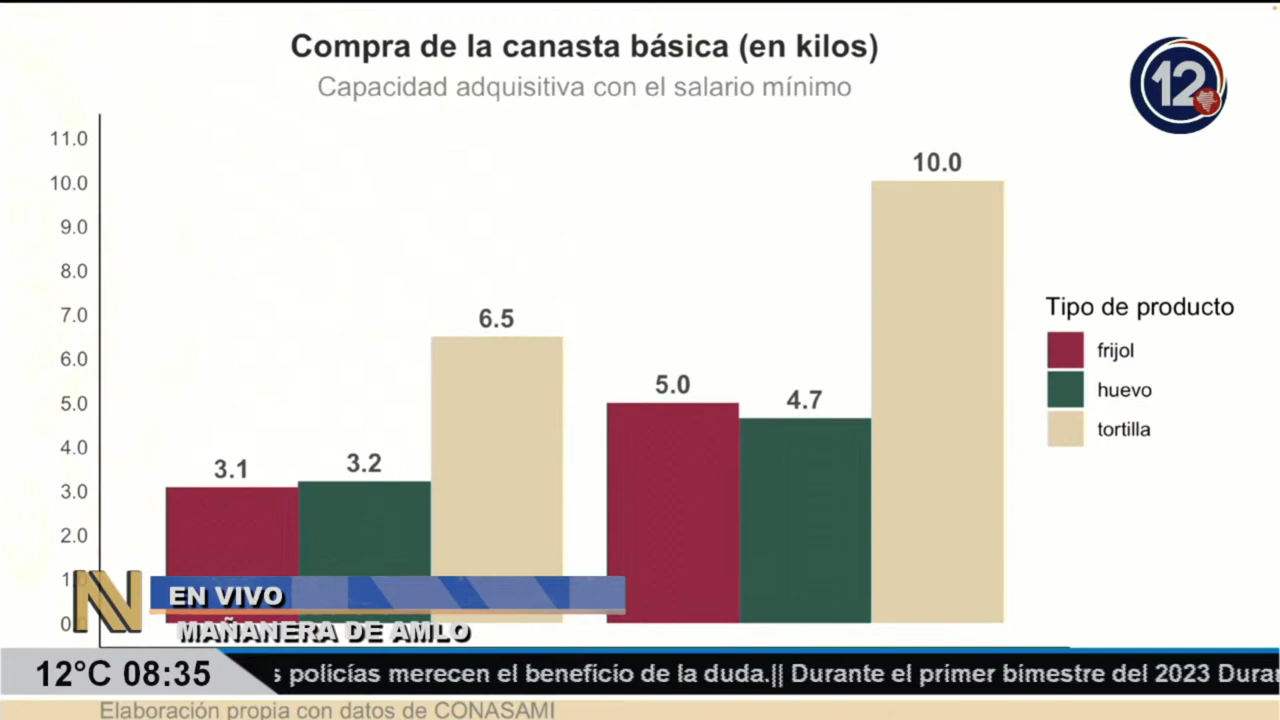 Compra de la canasta básica (en kilos)
Capacidad adquisitiva con el salario mínimo
12
11.0
10.0
9.0
8.0
7.0
6.0
5.0
4.0
3.0
2.0
3.1
3.2
6.5
5.0
4.7
10.0
Tipo de producto
frijol
huevo
tortilla
N
EN VIVO
MAÑANERA DE AMLO
12°C 08:35
policías merecen el beneficio de la duda.|| Durante el primer bimestre del 2023
Elaboración propia con datos de CONASAMI